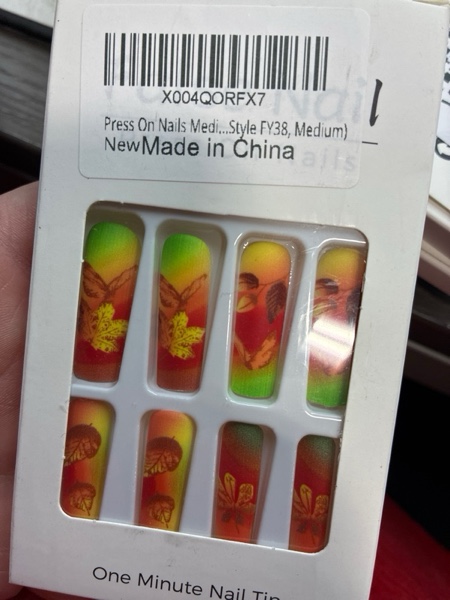 X004QORFX7
Press On Nails Medi...Style FY38, Medium)
NewMade in China
One Minute Nail Tip